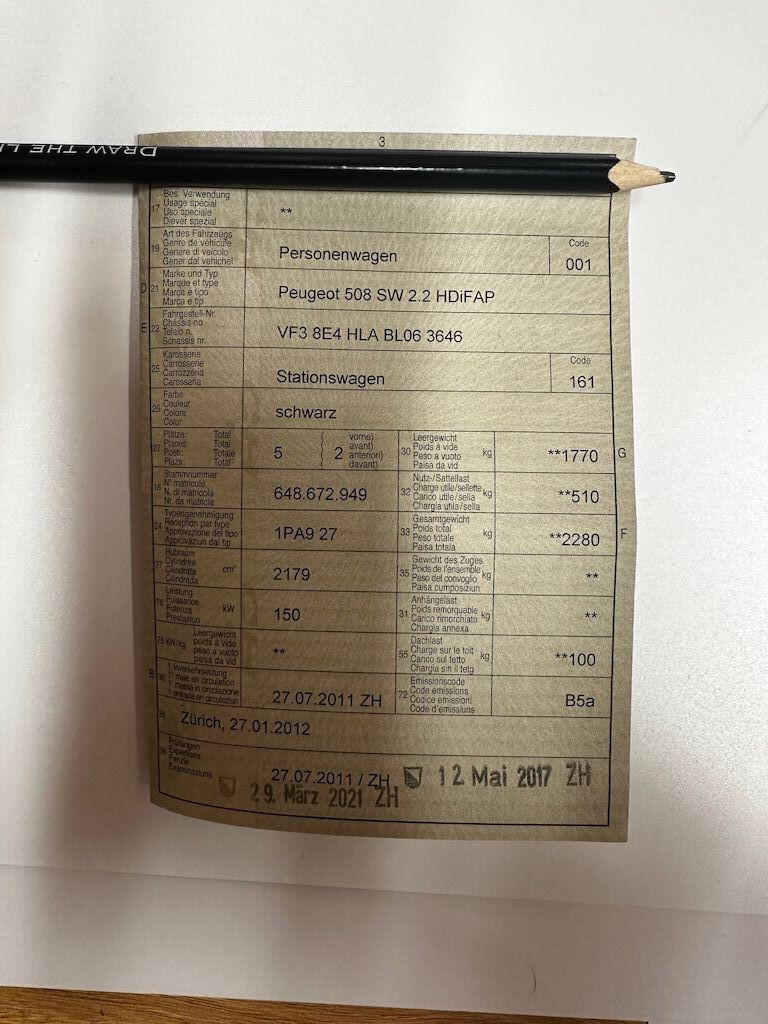 3
DRAW THE LI
17 Bes. Verwendung
Usage spécial
Uso speciale
Diever spezial
**
19 Art des Fahrzeugs
Genre de véhicule
Genere di veicolo
Gener dal vehichel
Personenwagen
Code
001
D 21 Marke und Typ
Marque et type
Marca e tipo
Marca e tip
Peugeot 508 SW 2.2 HDiFAP
E 23 Fahrgestell-Nr.
Châssis no
Telaio n.
Schassis nr.
VF3 8E4 HLA BL06 3646
25 Karosserie
Carrosserie
Carrozzeria
Carossaria
Stationswagen
Code
161
26 Farbe
Couleur
Colore
Colur
schwarz
27 Plätze: Total
Places: Total
Posti: Totale
Plazs: Total
5
2
vorne)
avant)
anteriori)
davant)
30 Leergewicht
Poids à vide
Peso a vuoto
Paisa da vid
kg
**1770
G
18 Stammnummer
N° matricule
N. di matricola
Nr. da matricla
648.672.949
32 Nutz-/Sattellast
Charge utile/sellette
Carico utile/sella
Chargia utila/sella
kg
**510
24 Typengenehmigung
Réception par type
Approvazione del tipo
Approvaziun dal tip
1PA9 27
33 Gesamtgewicht
Poids total
Peso totale
Paisa totala
kg
**2280
F
37 Hubraum
Cylindrée
Cilindrata
Cilindrada
cm³
2179
35 Gewicht des Zuges
Poids de l'ensemble
Peso del convoglio
Paisa cumposiziun
kg
**
76 Leistung
Puissance
Potenza
Prestaziun
kW
150
31 Anhängelast
Poids remorquable
Carico rimorchiato
Chargia annexa
kg
**
78 kW/kg Leergewicht
poids à vide
peso a vuoto
paisa da vid
**
55 Dachlast
Charge sur le toit
Carico sul tetto
Chargia sin il tetg
kg
**100
B 36 1. Inverkehrsetzung
1re mise en circulation
1a messa in circolazione
1. entrada en circulaziun
27.07.2011 ZH
72 Emissionscode
Code émissions
Codice emissioni
Code d'emissiuns
B5a
38 Zürich, 27.01.2012
39 Prüfungen
Expertises
Perizie
Examinaziuns
27.07.2011 / ZH
12. Mai 2017 ZH
29. März 2021 ZH